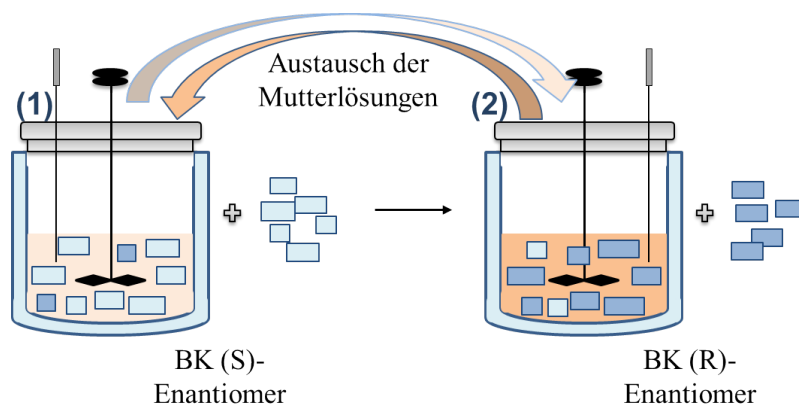 Austausch der
Mutterlösungen
(1)
(2)
BK (S)-
Enantiomer
BK (R)-
Enantiomer